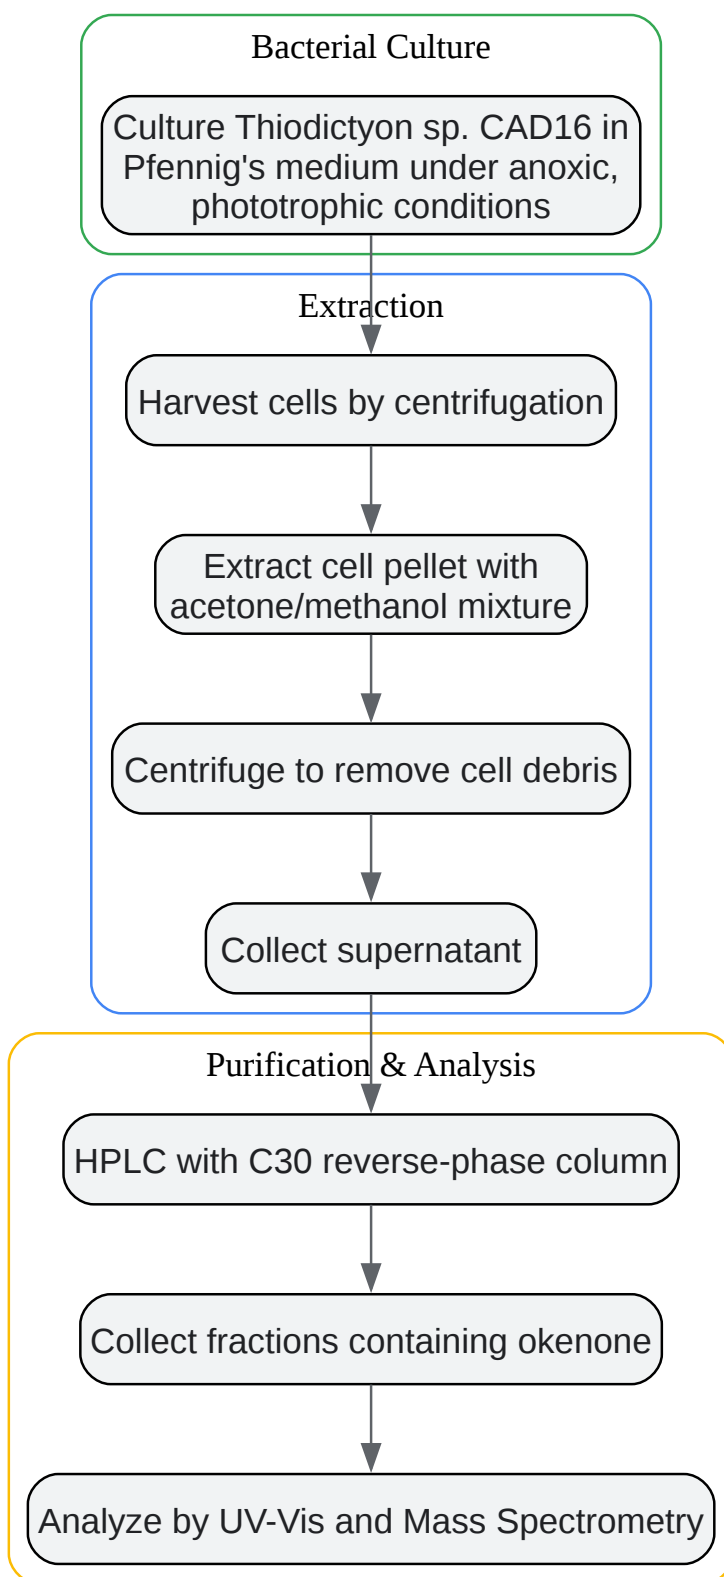 Bacterial Culture
Culture Thiodictyon sp. CAD16 in
Pfennig's medium under anoxic,
phototrophic conditions
Extraction
Harvest cells by centrifugation
Extract cell pellet with
acetone/methanol mixture
Centrifuge to remove cell debris
Collect supernatant
Purification & Analysis
HPLC with C30 reverse-phase column
Collect fractions containing okenone
Analyze by UV-Vis and Mass Spectrometry